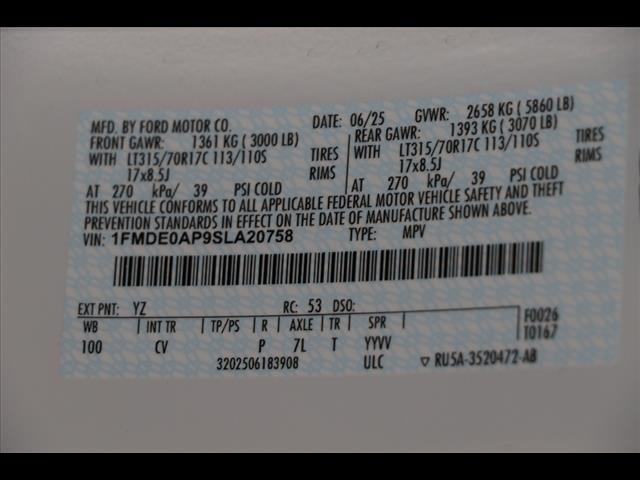 MFD. BY FORD MOTOR CO. DATE: 06/25 GVWR: 2658 KG ( 5860 LB)
FRONT GAWR: 1361 KG ( 3000 LB) REAR GAWR: 1393 KG ( 3070 LB)
WITH LT315/70R17C 113/110S TIRES WITH LT315/70R17C 113/110S TIRES
17x8.5J RIMS 17x8.5J RIMS
AT 270 kPa/ 39 PSI COLD AT 270 kPa/ 39 PSI COLD
THIS VEHICLE CONFORMS TO ALL APPLICABLE FEDERAL MOTOR VEHICLE SAFETY AND THEFT
PREVENTION STANDARDS IN EFFECT ON THE DATE OF MANUFACTURE SHOWN ABOVE.
VIN: 1FMDE0AP9SLA20758 TYPE: MPV
EXT PNT: YZ RC: 53 DSO: F0026
WB INT TR TP/PS R AXLE TR SPR T0167
100 CV P 7L T YYVV
3202506183908 ULC ▽ RU5A-3520472-AB